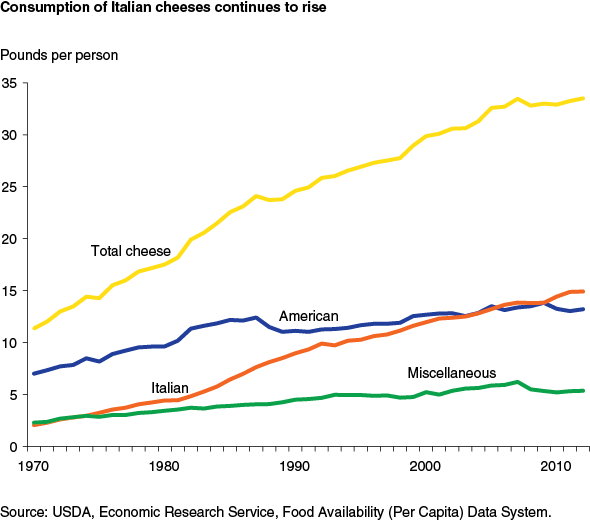 Consumption of Italian cheeses continues to rise
Pounds per person
35
30
25
20
15
10
5
0
Total cheese
American
Italian
Miscellaneous
1970
1980
1990
2000
2010
Source: USDA, Economic Research Service, Food Availability (Per Capita) Data System.